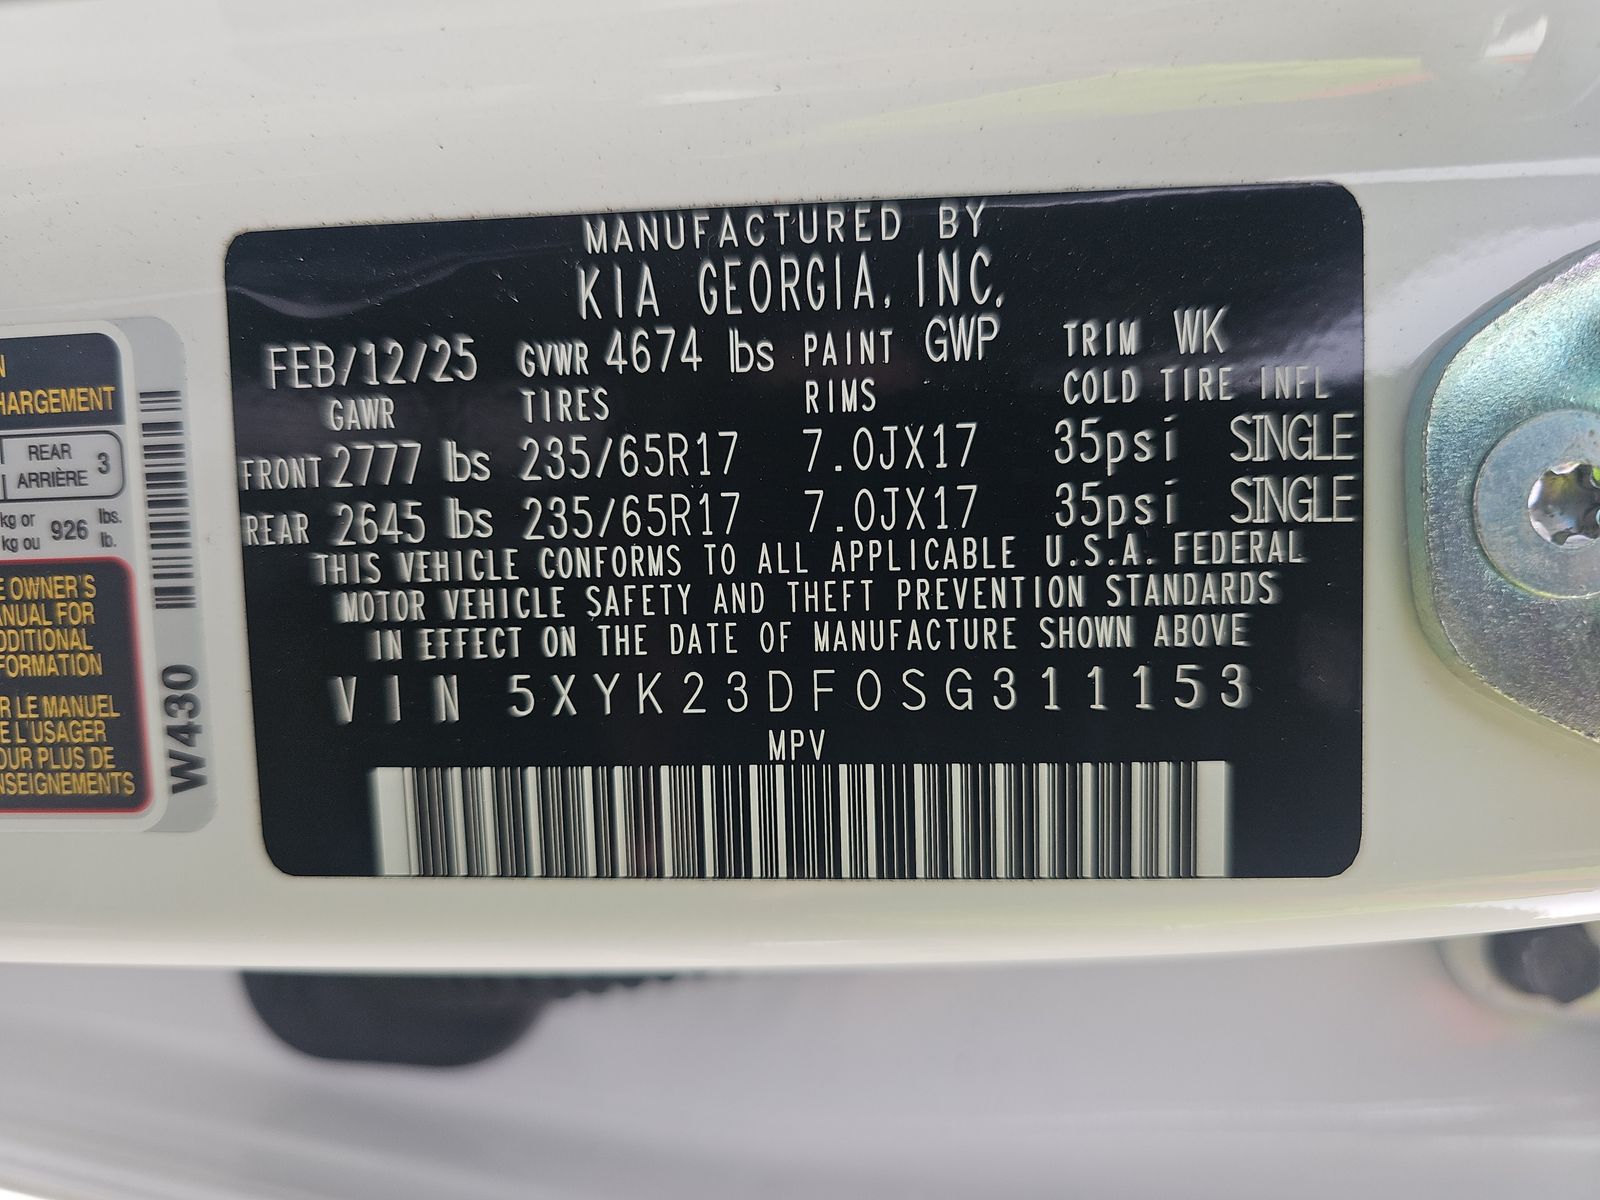 MANUFACTURED BY
KIA GEORGIA, INC.
FEB/12/25 GVWR 4674 lbs PAINT GWP TRIM WK
GAWR TIRES RIMS COLD TIRE INFL
FRONT 2777 lbs 235/65R17 7.0JX17 35psi SINGLE
REAR 2645 lbs 235/65R17 7.0JX17 35psi SINGLE
THIS VEHICLE CONFORMS TO ALL APPLICABLE U.S.A. FEDERAL
MOTOR VEHICLE SAFETY AND THEFT PREVENTION STANDARDS
IN EFFECT ON THE DATE OF MANUFACTURE SHOWN ABOVE
VIN 5XYK23DF0SG311153
MPV
HARGEMENT
REAR
ARRIÈRE 3
kg or 926 lbs.
kg ou lb.
E OWNER'S
ANUAL FOR
DDITIONAL
FORMATION
R LE MANUEL
E L'USAGER
OUR PLUS DE
NSEIGNEMENTS
W430